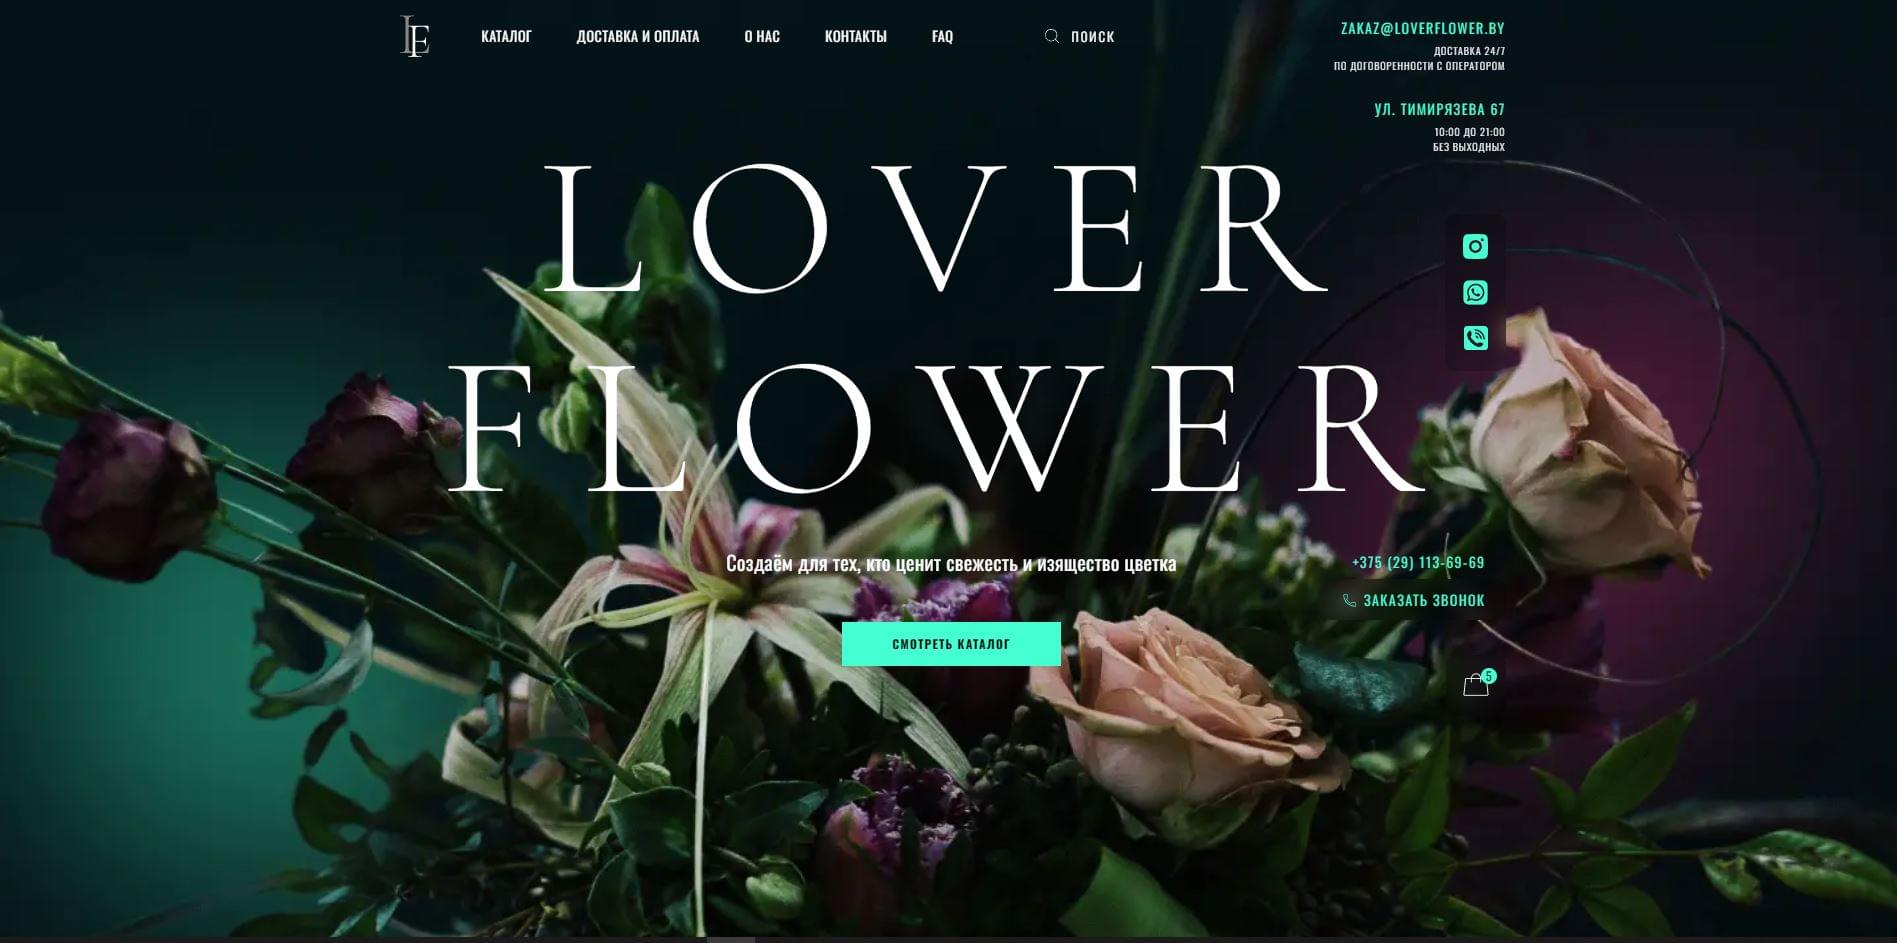 LF
КАТАЛОГ
ДОСТАВКА И ОПЛАТА
О НАС
КОНТАКТЫ
FAQ
ПОИСК
ZAKAZ@LOVERFLOWER.BY
ДОСТАВКА 24/7
ПО ДОГОВОРЕННОСТИ С ОПЕРАТОРОМ
УЛ. ТИМИРЯЗЕВА 67
10:00 ДО 21:00
БЕЗ ВЫХОДНЫХ
LOVER
FLOWER
Создаём для тех, кто ценит свежесть и изящество цветка
СМОТРЕТЬ КАТАЛОГ
+375 (29) 113-69-69
ЗАКАЗАТЬ ЗВОНОК
5